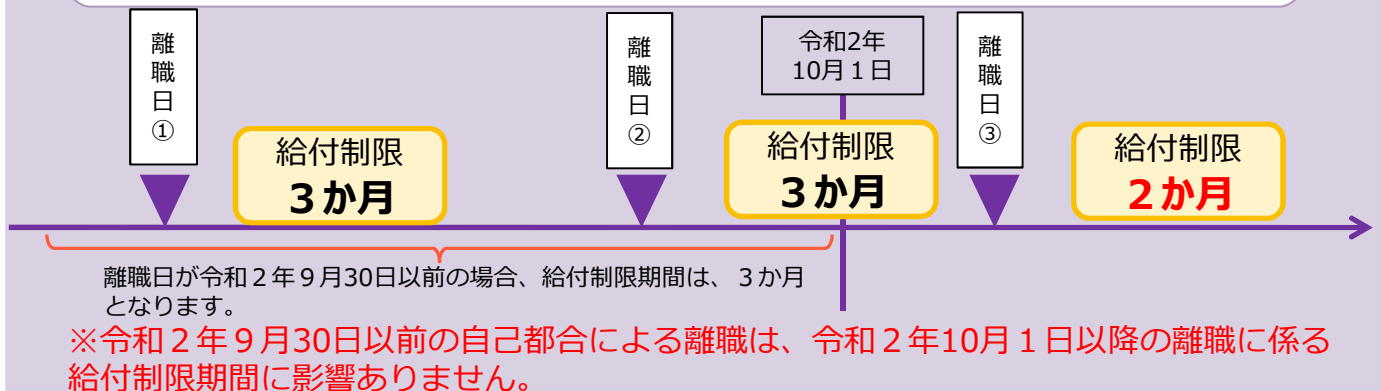 離職日①
離職日②
令和2年
10月１日
離職日③
給付制限
３か月
給付制限
３か月
給付制限
２か月
離職日が令和２年９月30日以前の場合、給付制限期間は、３か月
となります。
※令和２年９月30日以前の自己都合による離職は、令和２年10月１日以降の離職に係る
給付制限期間に影響ありません。